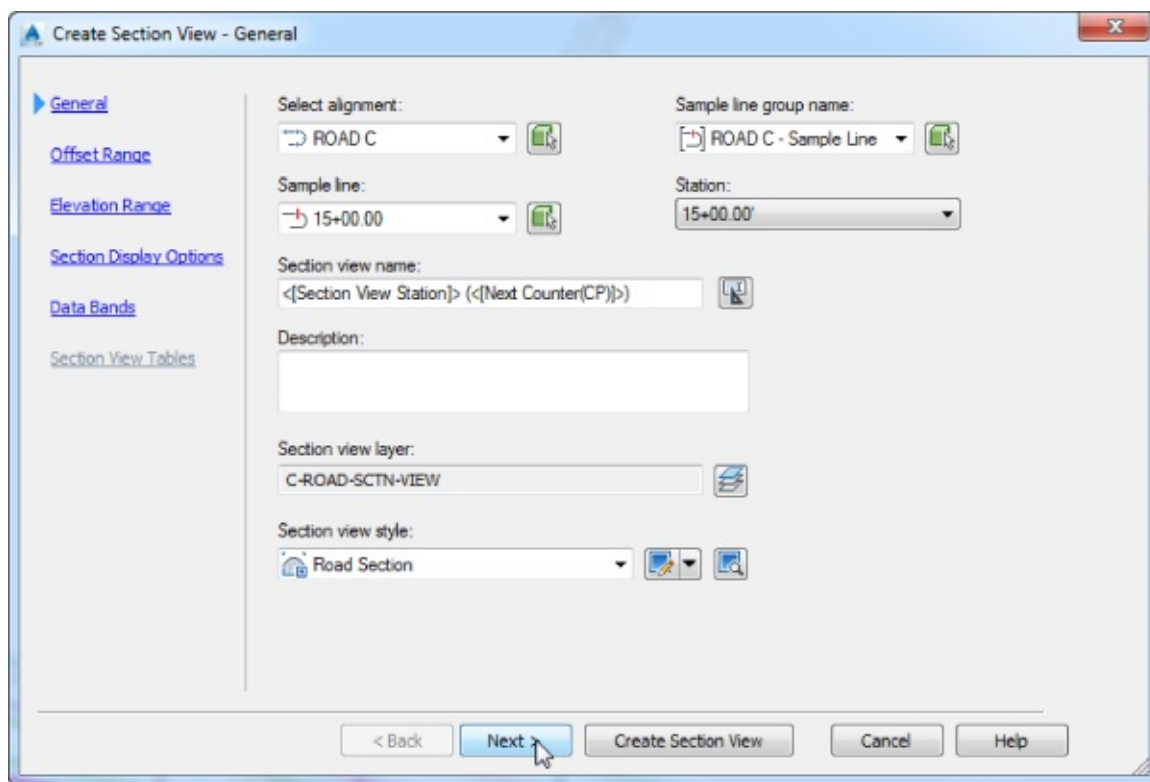 Create Section View - General
General
Offset Range
Elevation Range
Section Display Options
Data Bands
Section View Tables
Select alignment:
ROAD C
Sample line group name:
ROAD C - Sample Line
Sample line:
15+00.00
Station:
15+00.00'
Section view name:
<[Section View Station]> (<[Next Counter(CP)]>)
Description:
Section view layer:
C-ROAD-SCTN-VIEW
Section view style:
Road Section
< Back
Next >
Create Section View
Cancel
Help